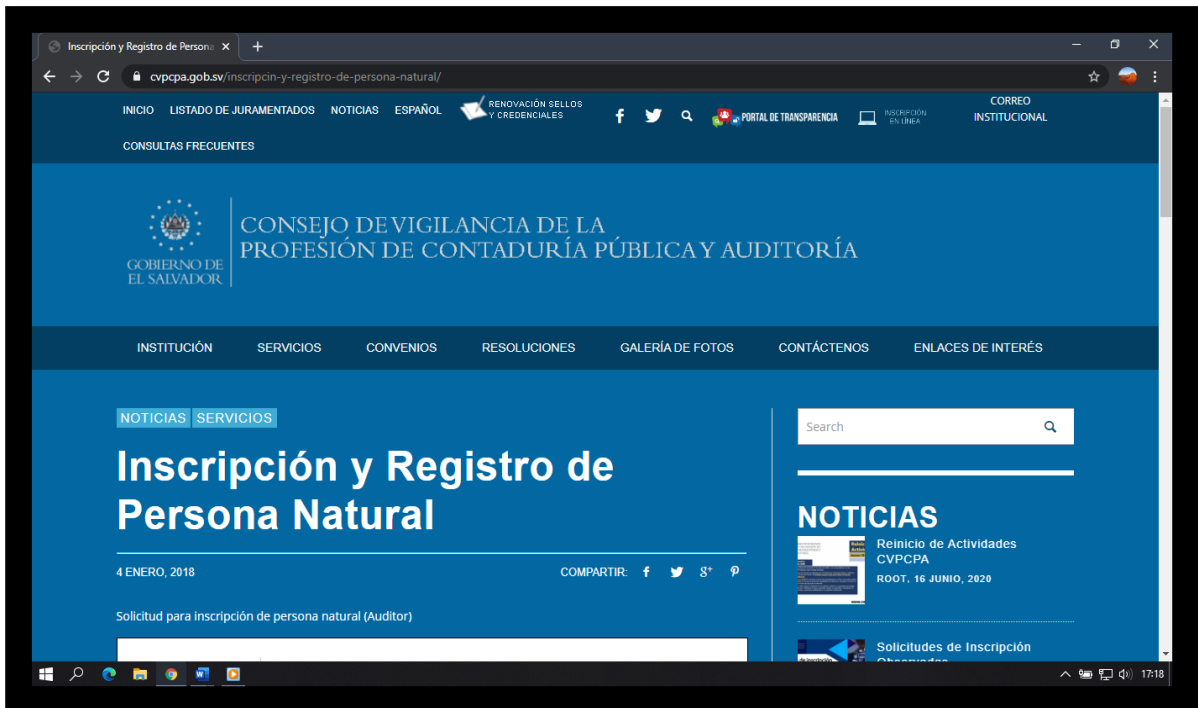 Inscripción y Registro de Persona
cvpcpa.gob.sv/inscripcin-y-registro-de-persona-natural/
INICIO LISTADO DE JURAMENTADOS NOTICIAS ESPAÑOL RENOVACIÓN SELLOS Y CREDENCIALES PORTAL DE TRANSPARENCIA INSCRIPCIÓN EN LÍNEA CORREO INSTITUCIONAL
CONSULTAS FRECUENTES
GOBIERNO DE
EL SALVADOR
CONSEJO DE VIGILANCIA DE LA
PROFESIÓN DE CONTADURÍA PÚBLICA Y AUDITORÍA
INSTITUCIÓN SERVICIOS CONVENIOS RESOLUCIONES GALERÍA DE FOTOS CONTÁCTENOS ENLACES DE INTERÉS
NOTICIAS SERVICIOS
Inscripción y Registro de
Persona Natural
4 ENERO, 2018 COMPARTIR:
Solicitud para inscripción de persona natural (Auditor)
Search
NOTICIAS
Reinicio de Actividades
CVPCPA
ROOT, 16 JUNIO, 2020
Solicitudes de Inscripción
17:18